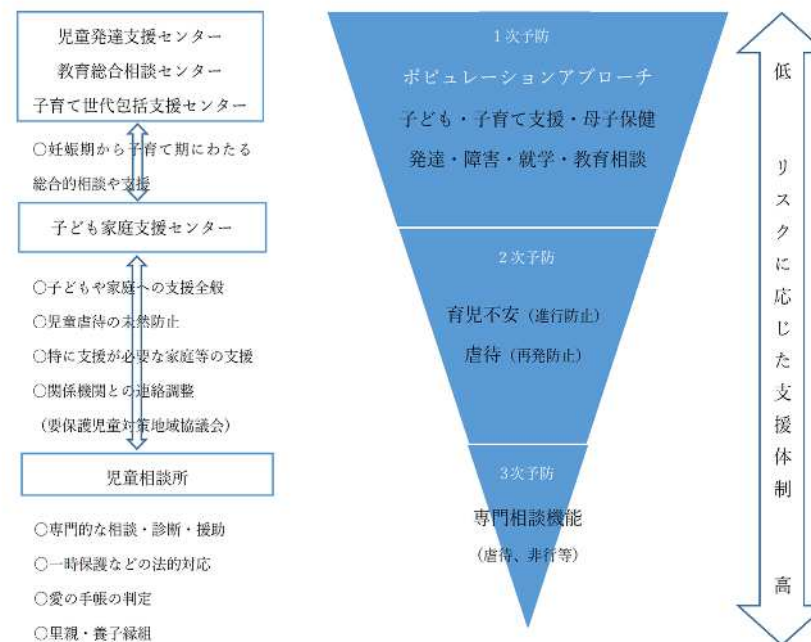 児童発達支援センター
教育総合相談センター
子育て世代包括支援センター
○妊娠期から子育て期にわたる
総合的相談や支援
子ども家庭支援センター
○子どもや家庭への支援全般
○児童虐待の未然防止
○特に支援が必要な家庭等の支援
○関係機関との連絡調整
（要保護児童対策地域協議会）
児童相談所
○専門的な相談・診断・援助
○一時保護などの法的対応
○愛の手帳の判定
○里親・養子縁組
1次予防
ポピュレーションアプローチ
子ども・子育て支援・母子保健
発達・障害・就学・教育相談
2次予防
育児不安（進行防止）
虐待（再発防止）
3次予防
専門相談機能
（虐待、非行等）
低
リスクに応じた支援体制
高